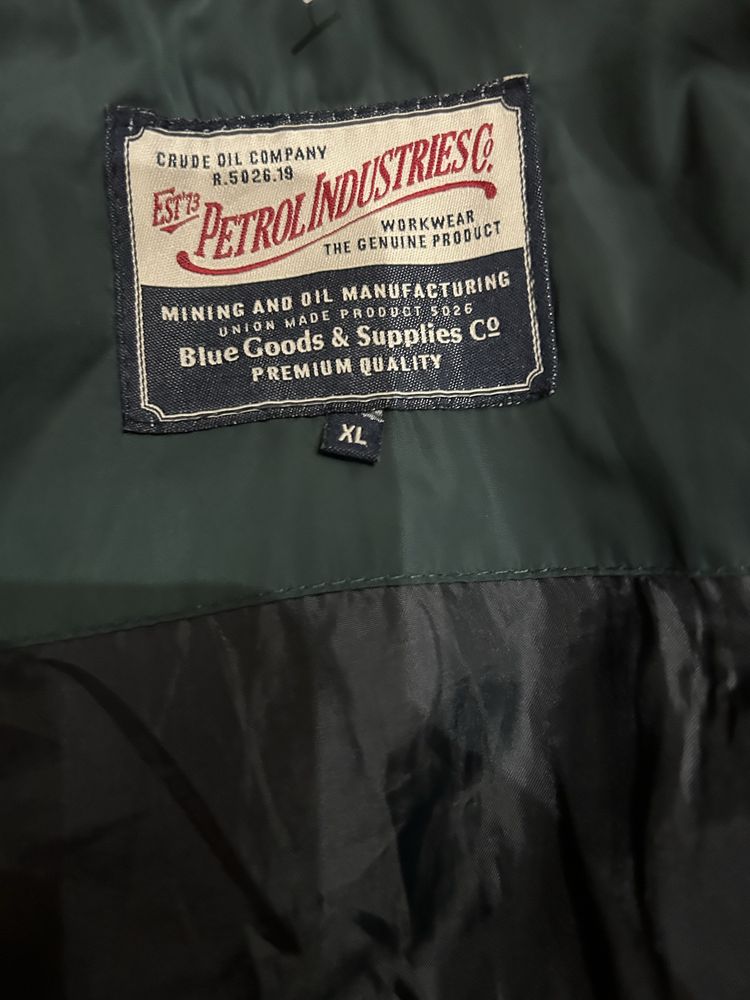 CRUDE OIL COMPANY
R.5026.19
EST'73
PETROL INDUSTRIES Co.
WORKWEAR
THE GENUINE PRODUCT
MINING AND OIL MANUFACTURING
UNION MADE PRODUCT 5026
Blue Goods & Supplies Co
PREMIUM QUALITY
XL